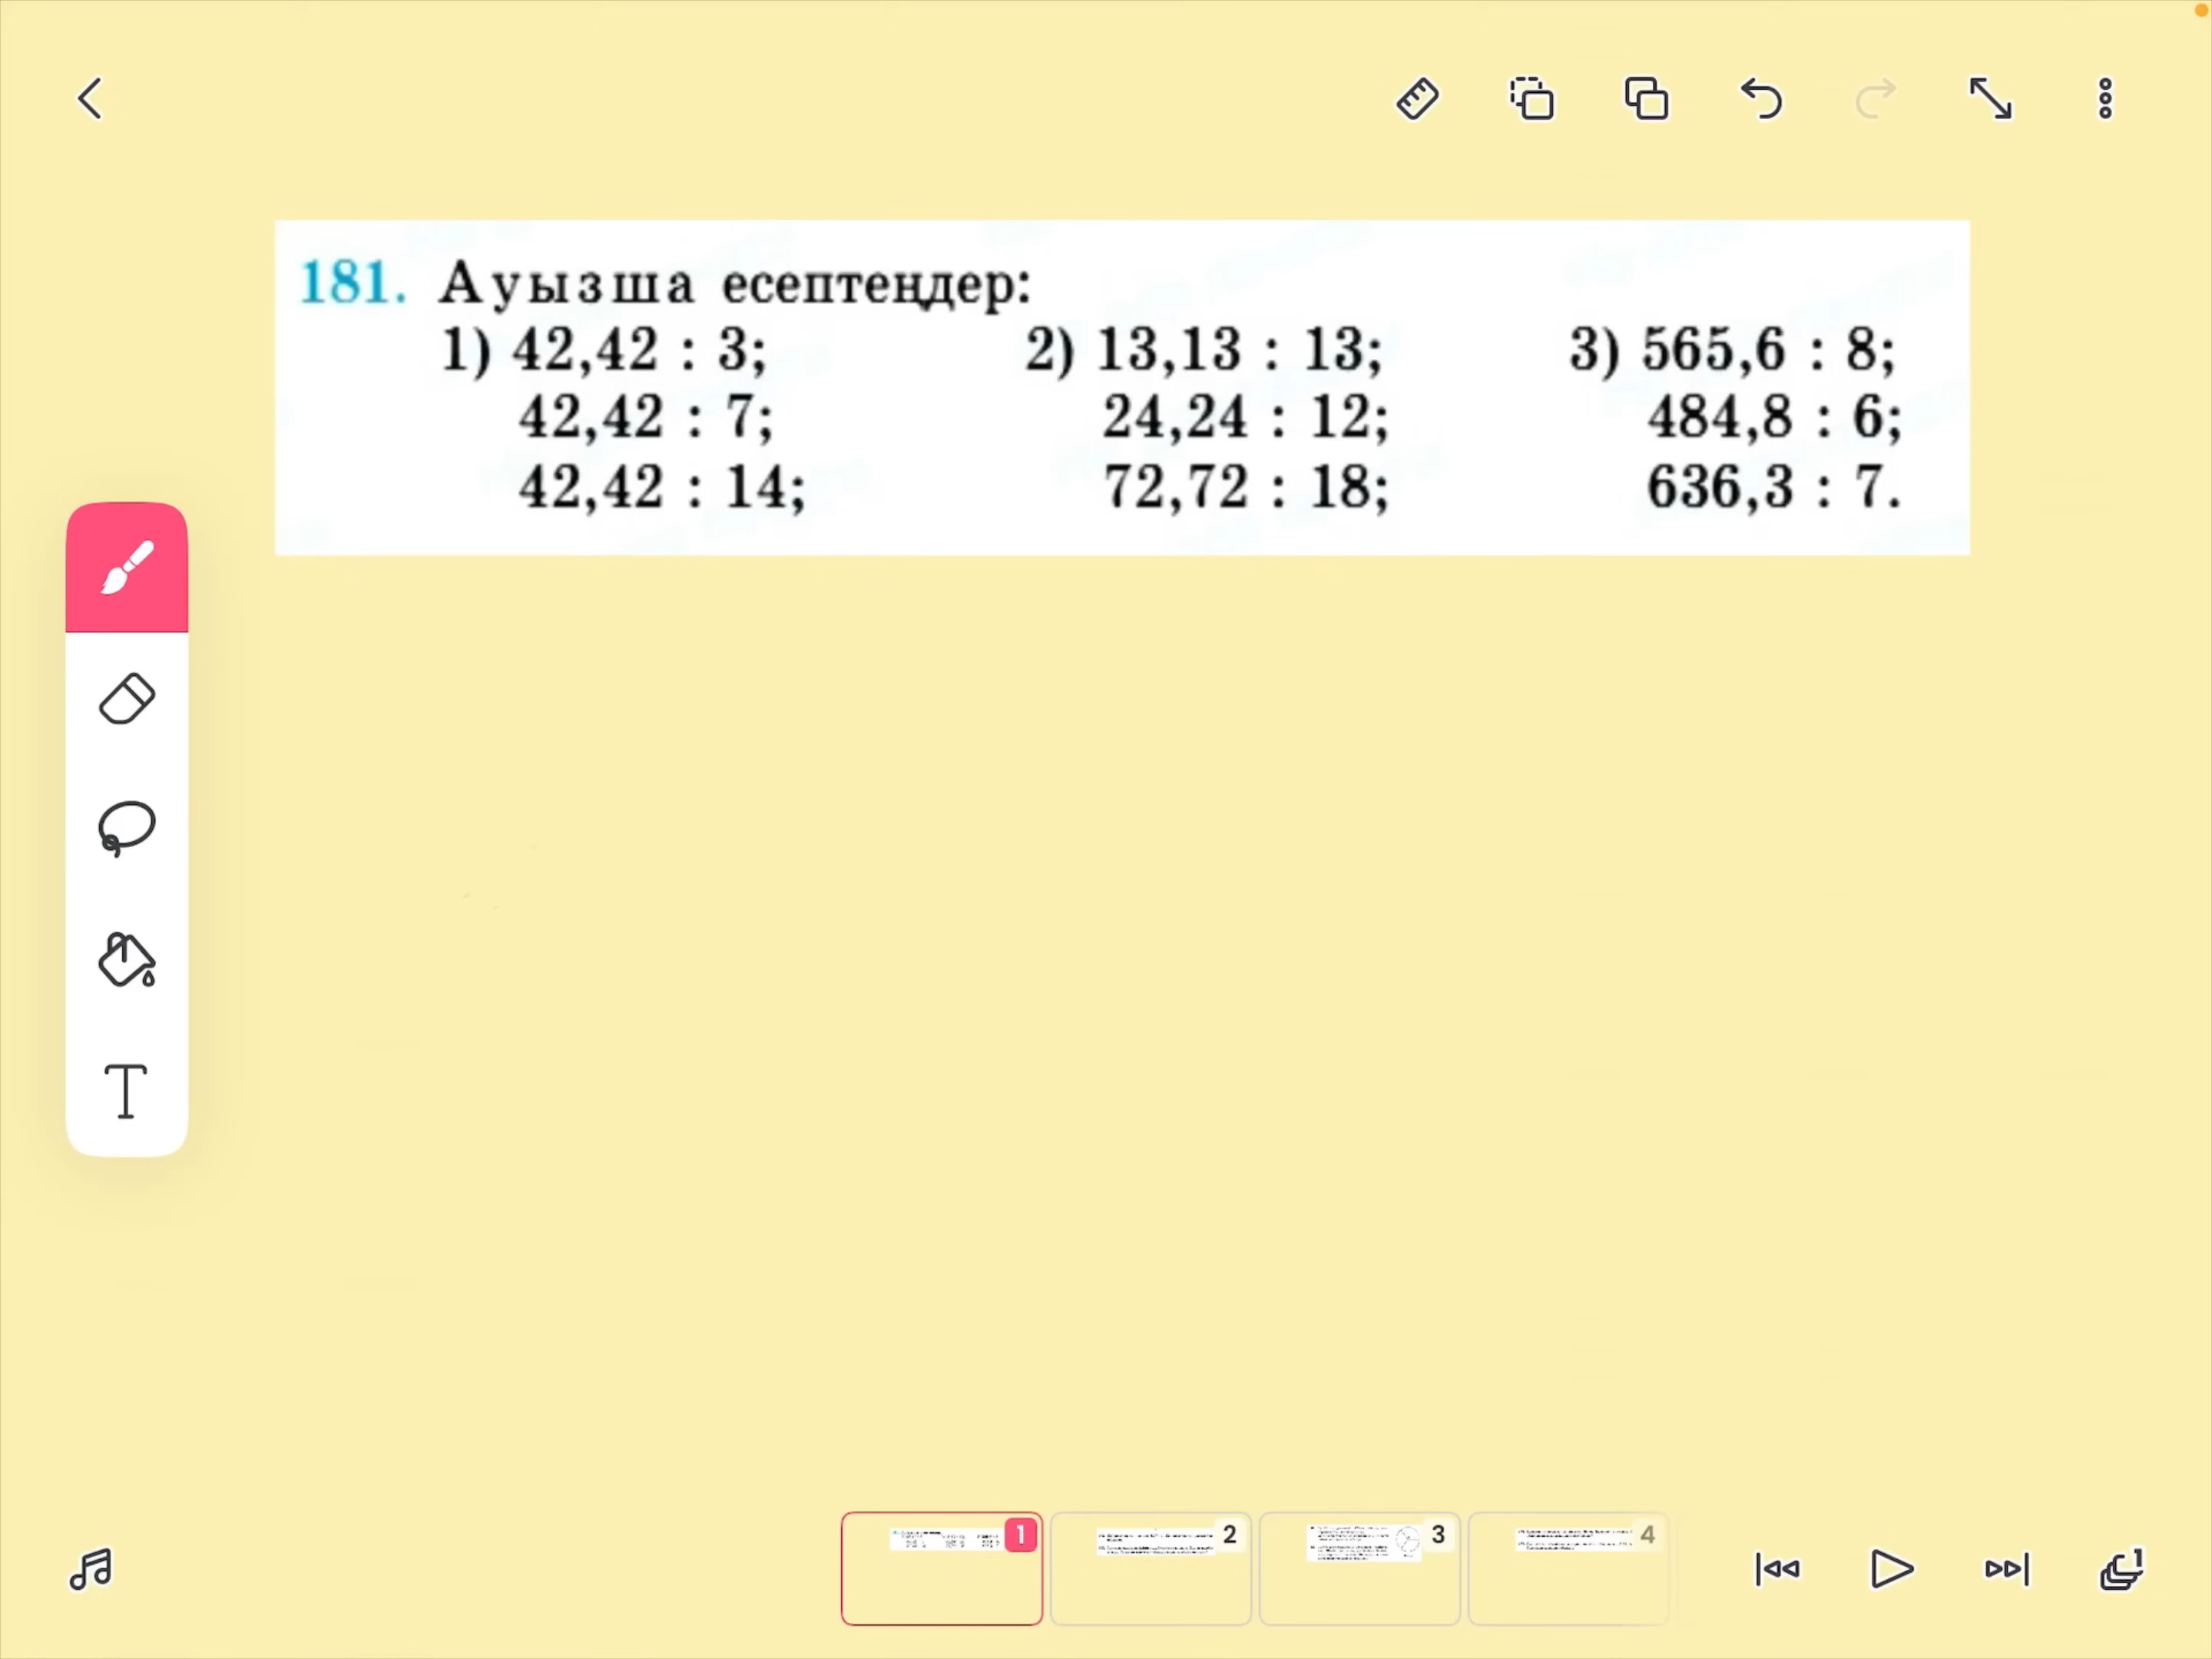 181. Ауызша есептеңдер:
1) 42,42 : 3; 2) 13,13 : 13; 3) 565,6 : 8;
42,42 : 7; 24,24 : 12; 484,8 : 6;
42,42 : 14; 72,72 : 18; 636,3 : 7.
T
1 2 3 4 1